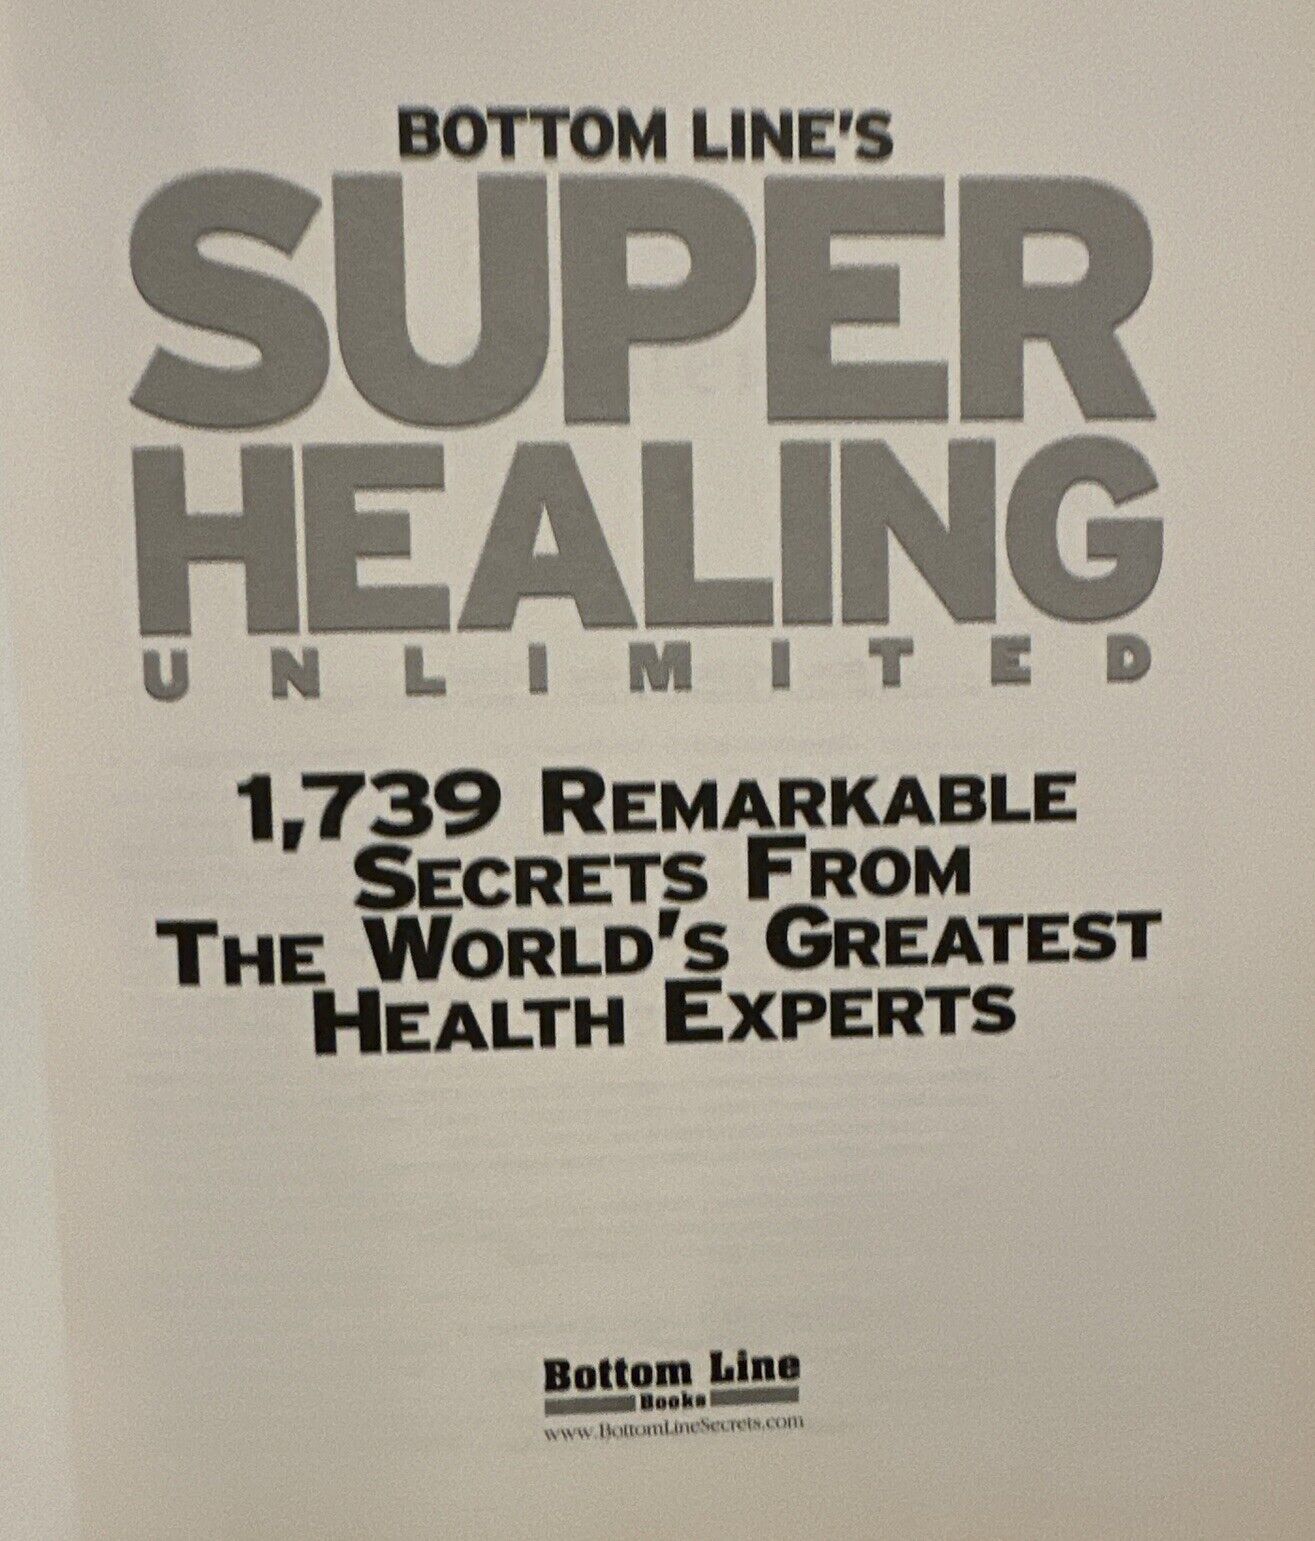 BOTTOM LINE'S
SUPER
HEALING
UNLIMITED
1,739 REMARKABLE
SECRETS FROM
THE WORLD'S GREATEST
HEALTH EXPERTS
Bottom Line
Books
www.BottomLineSecrets.com